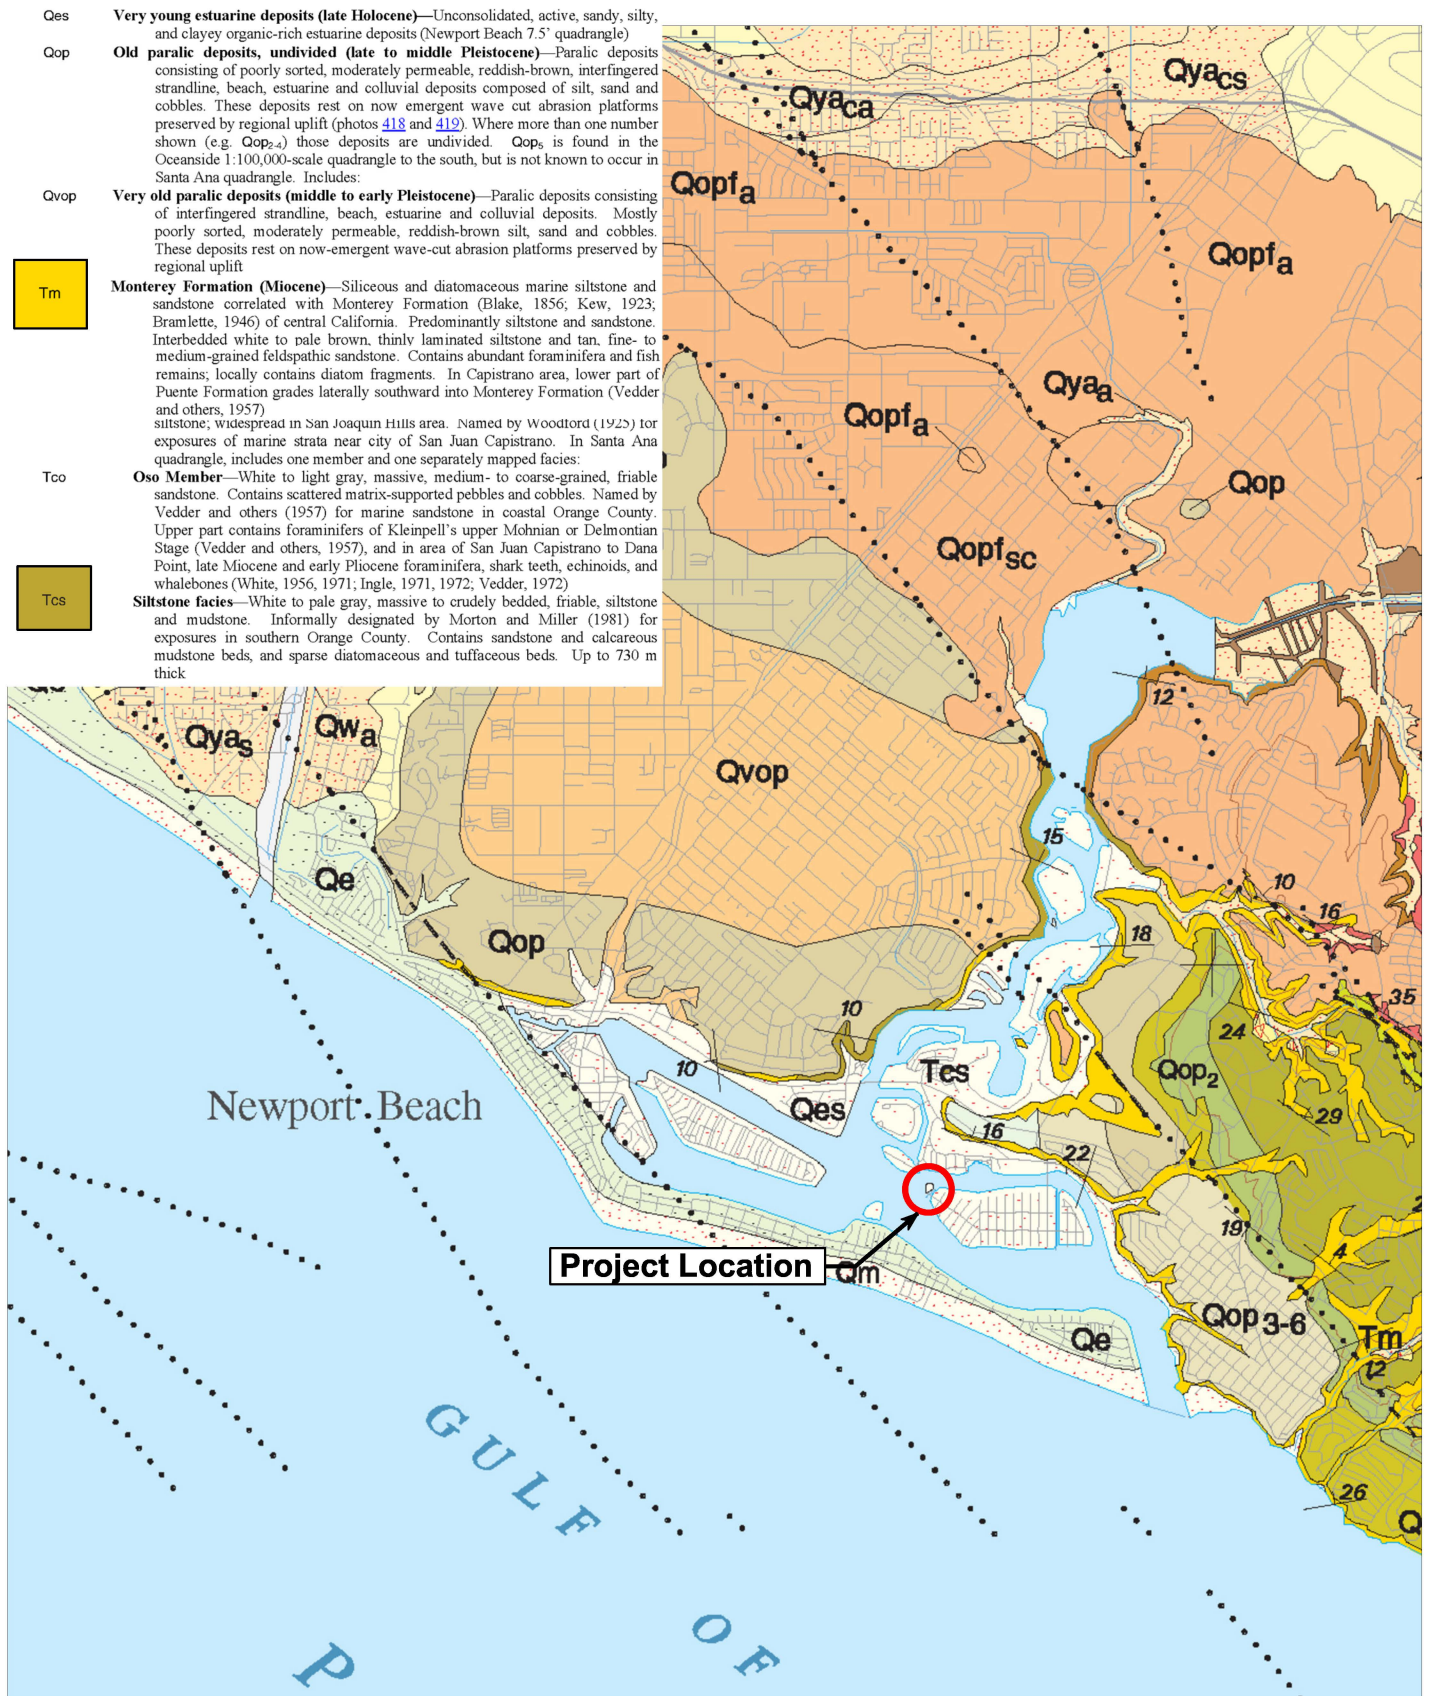 Qes Very young estuarine deposits (late Holocene)—Unconsolidated, active, sandy, silty,
and clayey organic-rich estuarine deposits (Newport Beach 7.5' quadrangle)
Qop Old paralic deposits, undivided (late to middle Pleistocene)—Paralic deposits
consisting of poorly sorted, moderately permeable, reddish-brown, interfingered
strandline, beach, estuarine and colluvial deposits composed of silt, sand and
cobbles. These deposits rest on now emergent wave cut abrasion platforms
preserved by regional uplift (photos 418 and 419). Where more than one number
shown (e.g. Qop2-4) those deposits are undivided. Qop5 is found in the
Oceanside 1:100,000-scale quadrangle to the south, but is not known to occur in
Santa Ana quadrangle. Includes:
Qvop Very old paralic deposits (middle to early Pleistocene)—Paralic deposits consisting
of interfingered strandline, beach, estuarine and colluvial deposits. Mostly
poorly sorted, moderately permeable, reddish-brown silt, sand and cobbles.
These deposits rest on now-emergent wave-cut abrasion platforms preserved by
regional uplift
Tm Monterey Formation (Miocene)—Siliceous and diatomaceous marine siltstone and
sandstone correlated with Monterey Formation (Blake, 1856; Kew, 1923;
Bramlette, 1946) of central California. Predominantly siltstone and sandstone.
Interbedded white to pale brown, thinly laminated siltstone and tan, fine- to
medium-grained feldspathic sandstone. Contains abundant foraminifera and fish
remains; locally contains diatom fragments. In Capistrano area, lower part of
Puente Formation grades laterally southward into Monterey Formation (Vedder
and others, 1957)
siltstone; widespread in San Joaquin Hills area. Named by Woodford (1925) for
exposures of marine strata near city of San Juan Capistrano. In Santa Ana
quadrangle, includes one member and one separately mapped facies:
Tco Oso Member—White to light gray, massive, medium- to coarse-grained, friable
sandstone. Contains scattered matrix-supported pebbles and cobbles. Named by
Vedder and others (1957) for marine sandstone in coastal Orange County.
Upper part contains foraminifers of Kleinpell's upper Mohnian or Delmontian
Stage (Vedder and others, 1957), and in area of San Juan Capistrano to Dana
Point, late Miocene and early Pliocene foraminifera, shark teeth, echinoids, and
whalebones (White, 1956, 1971; Ingle, 1971, 1972; Vedder, 1972)
Tcs Siltstone facies—White to pale gray, massive to crudely bedded, friable, siltstone
and mudstone. Informally designated by Morton and Miller (1981) for
exposures in southern Orange County. Contains sandstone and calcareous
mudstone beds, and sparse diatomaceous and tuffaceous beds. Up to 730 m
thick
Qyacs
Qyaca
Qopfa
Qopfa
Qyaa
Qopfa
Qop
Qopfsc
12
Qyas
Qwa
Qvop
15
Qe
10
16
18
Qop
35
10
24
10
Tcs
Qop2
Newport Beach
Qes
16
29
22
2
19
4
Project Location
Qm
Qop 3-6
Qe
Tm
12
26
Q
GULF
OF
P